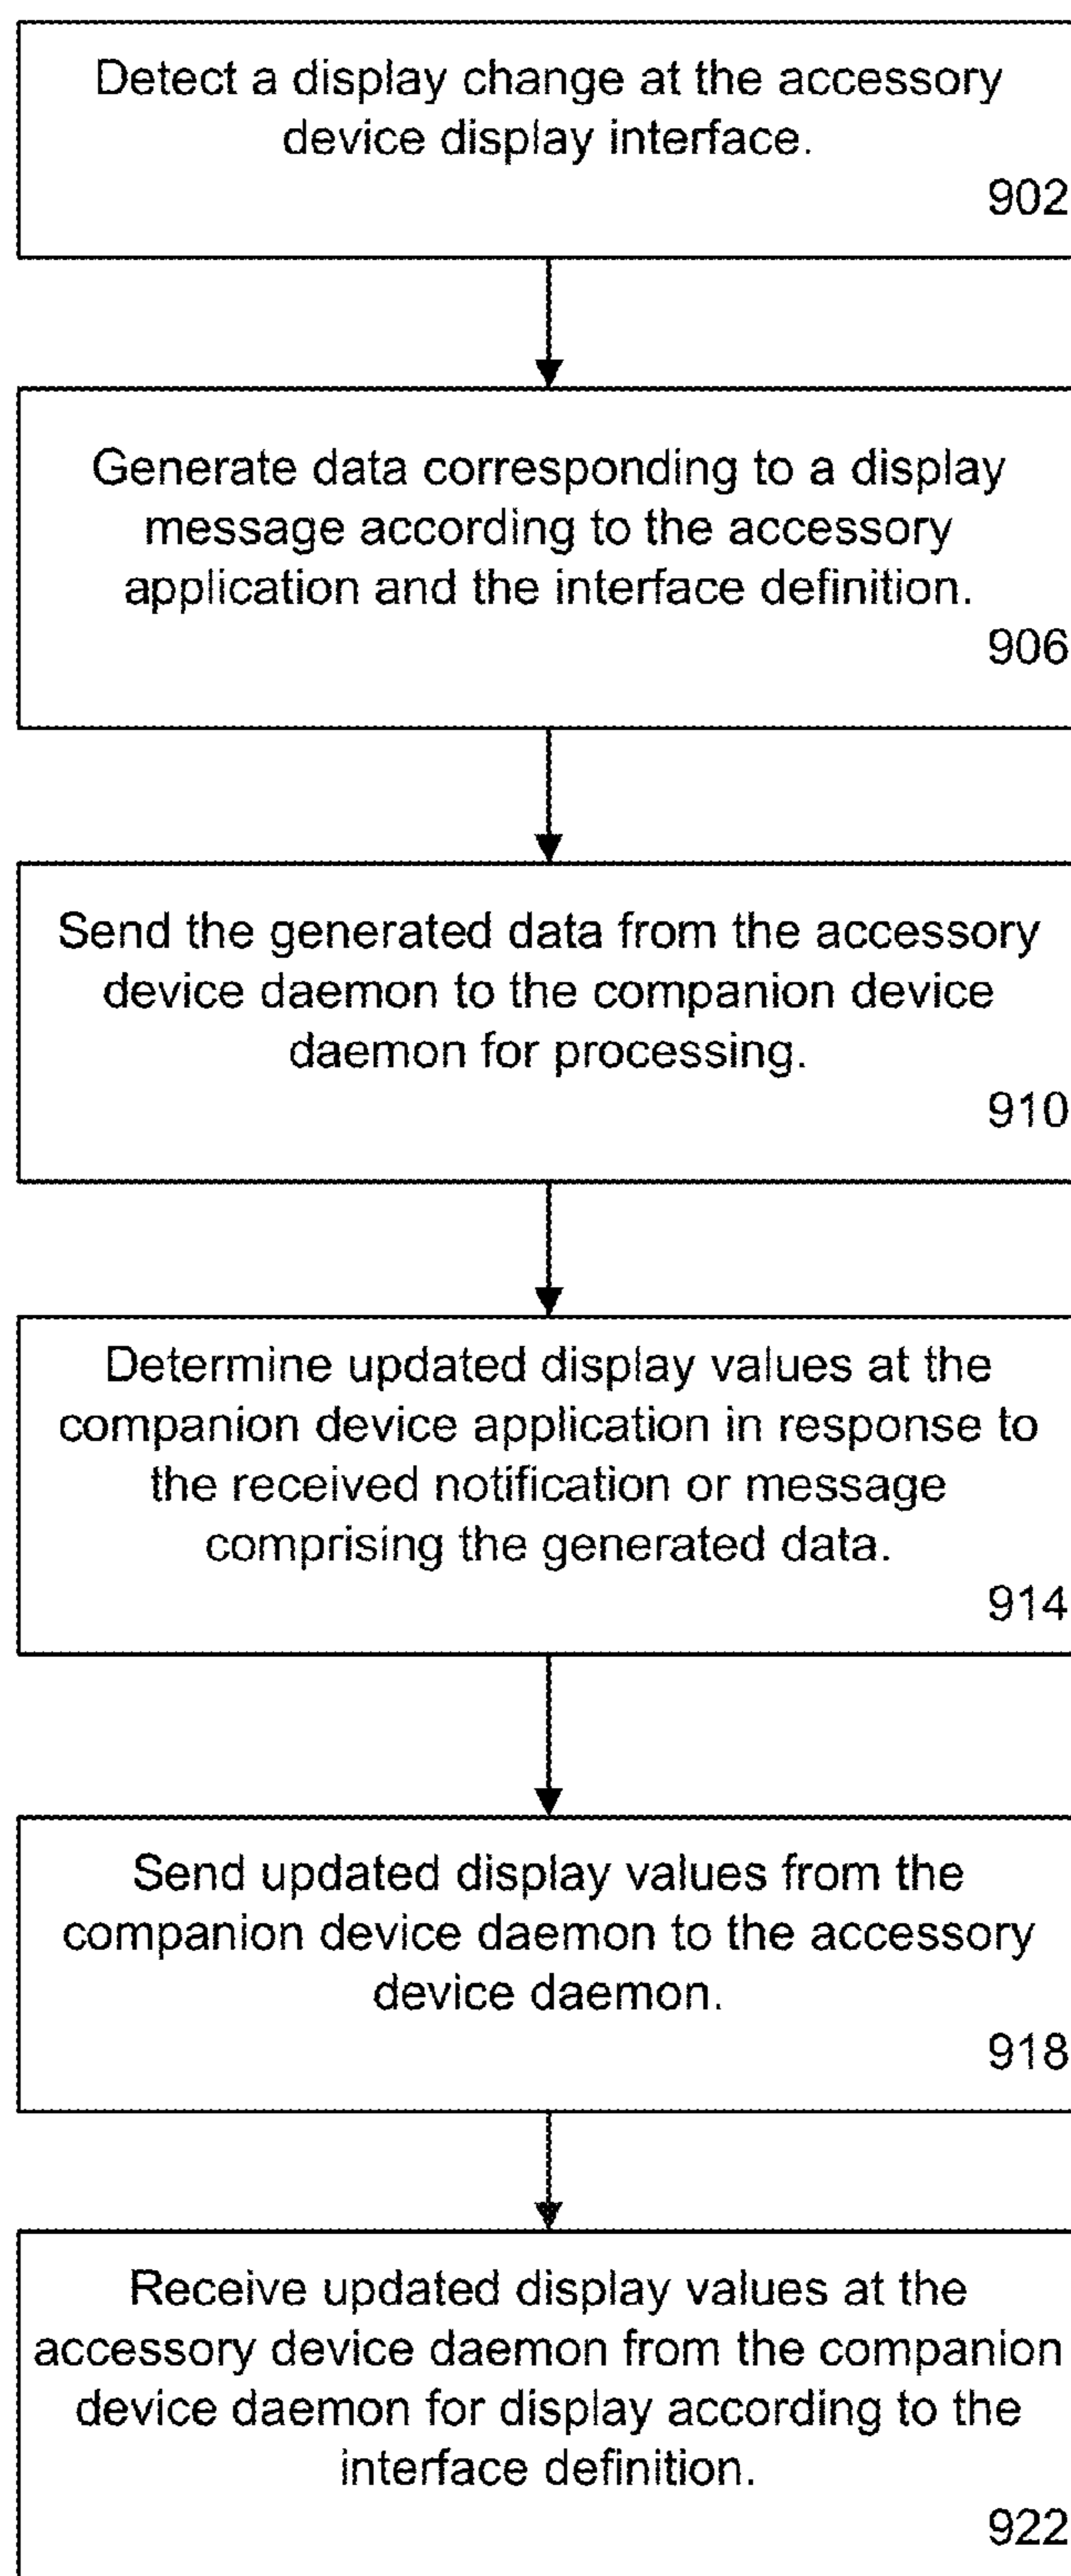 Detect a display change at the accessory
device display interface.
902
Generate data corresponding to a display
message according to the accessory
application and the interface definition.
906
Send the generated data from the accessory
device daemon to the companion device
daemon for processing.
910
Determine updated display values at the
companion device application in response to
the received notification or message
comprising the generated data.
914
Send updated display values from the
companion device daemon to the accessory
device daemon.
918
Receive updated display values at the
accessory device daemon from the companion
device daemon for display according to the
interface definition.
922